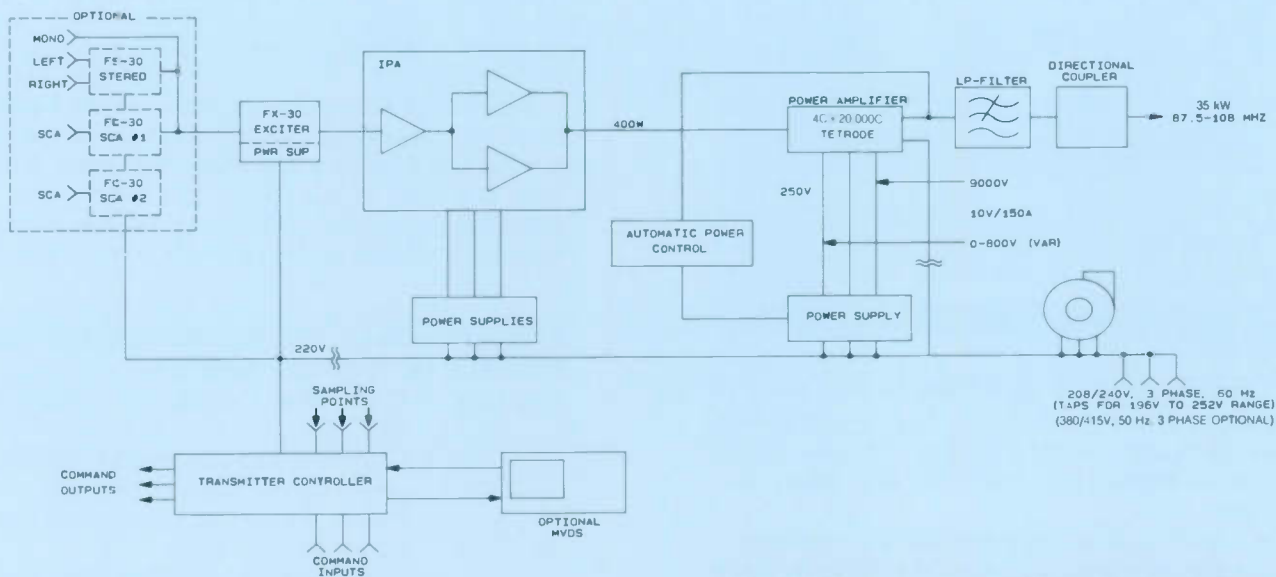 OPTIONAL
MONO
LEFT
RIGHT
FS-30
STEREO
SCA
FC-30
SCA #1
SCA
FC-30
SCA #2
FX-30
EXCITER
PWR SUP
IPA
400W
POWER AMPLIFIER
4C × 20.000C
TETRODE
LP-FILTER
DIRECTIONAL
COUPLER
35 kW
87.5-108 MHZ
250V
9000V
10V/150A
0-800V (VAR)
AUTOMATIC POWER
CONTROL
POWER SUPPLIES
POWER SUPPLY
220V
208/240V, 3 PHASE, 60 Hz
(TAPS FOR 196V TO 252V RANGE)
(380/415V, 50 Hz 3 PHASE OPTIONAL)
SAMPLING
POINTS
COMMAND
OUTPUTS
TRANSMITTER CONTROLLER
OPTIONAL
MVDS
COMMAND
INPUTS